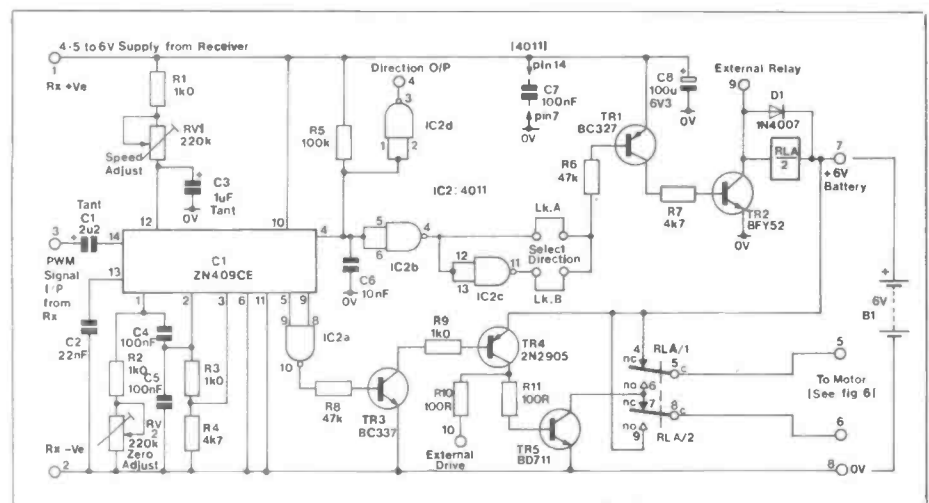 4·5 to 6V Supply from Receiver
1
Rx +Ve
R1
1k0
RV1
220k
Speed
Adjust
C3
1uF
Tant
0V
Tant
C1
2u2
3
PWM
Signal
I/P
from
Rx
14
13
12
10
4
C1
ZN409CE
1
2
3
6
11
5
9
C2
22nF
C4
100nF
R2
1k0
C5
100nF
RV
2
220k
Zero
Adjust
R3
1k0
R4
4k7
Rx -Ve
2
Direction O/P
4
3
1
2
IC2d
R5
100k
IC2: 4011
5
6
4
IC2b
C6
10nF
0V
12
13
11
IC2c
Lk.A
Select
Direction
Lk.B
[4011]
pin14
C7
100nF
pin7
0V
C8
100u
6V3
0V
TR1
BC327
R6
47k
R7
4k7
TR2
BFY52
0V
External Relay
9
D1
1N4007
RLA
2
7
+6V
Battery
9
8
IC2a
10
R8
47k
TR3
BC337
R9
1k0
TR4
2N2905
R10
100R
R11
100R
10
External
Drive
TR5
BD711
4
nc
RLA/1
5 c
no
6
nc
7
8 c
no
9
RLA/2
5
To Motor
[See fig 6]
6
6V
B1
8
0V